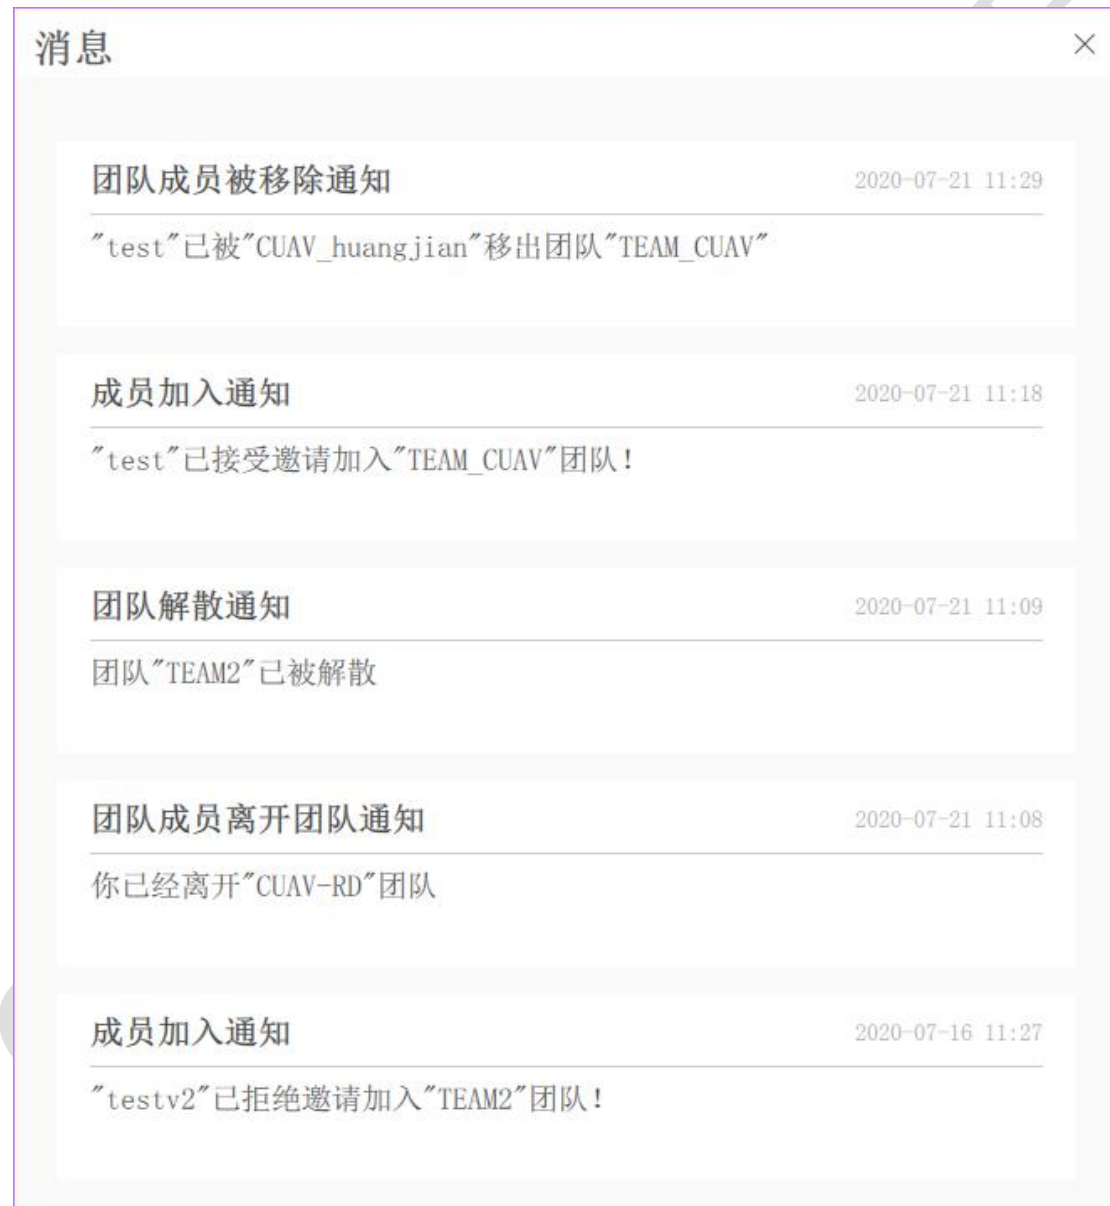 消息
团队成员被移除通知 2020-07-21 11:29
"test"已被"CUAV_huangjian"移出团队"TEAM_CUAV"
成员加入通知 2020-07-21 11:18
"test"已接受邀请加入"TEAM_CUAV"团队!
团队解散通知 2020-07-21 11:09
团队"TEAM2"已被解散
团队成员离开团队通知 2020-07-21 11:08
你已经离开"CUAV-RD"团队
成员加入通知 2020-07-16 11:27
"testv2"已拒绝邀请加入"TEAM2"团队!